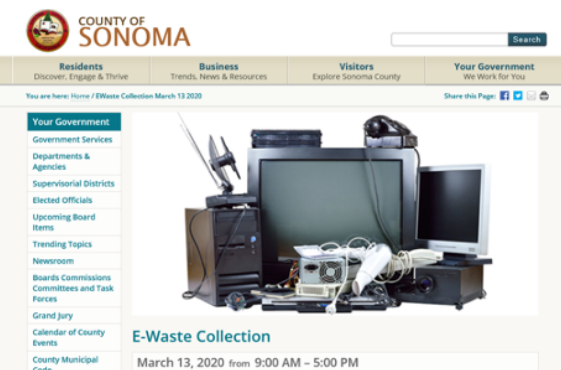 COUNTY OF
SONOMA
Search
Residents
Discover, Engage & Thrive
Business
Trends, News & Resources
Visitors
Explore Sonoma County
Your Government
We Work for You
You are here: Home / EWaste Collection March 13 2020
Share this Page:
Your Government
Government Services
Departments &
Agencies
Supervisorial Districts
Elected Officials
Upcoming Board
Items
Trending Topics
Newsroom
Boards Commissions
Committees and Task
Forces
Grand Jury
Calendar of County
Events
County Municipal
E-Waste Collection
March 13, 2020 from 9:00 AM – 5:00 PM